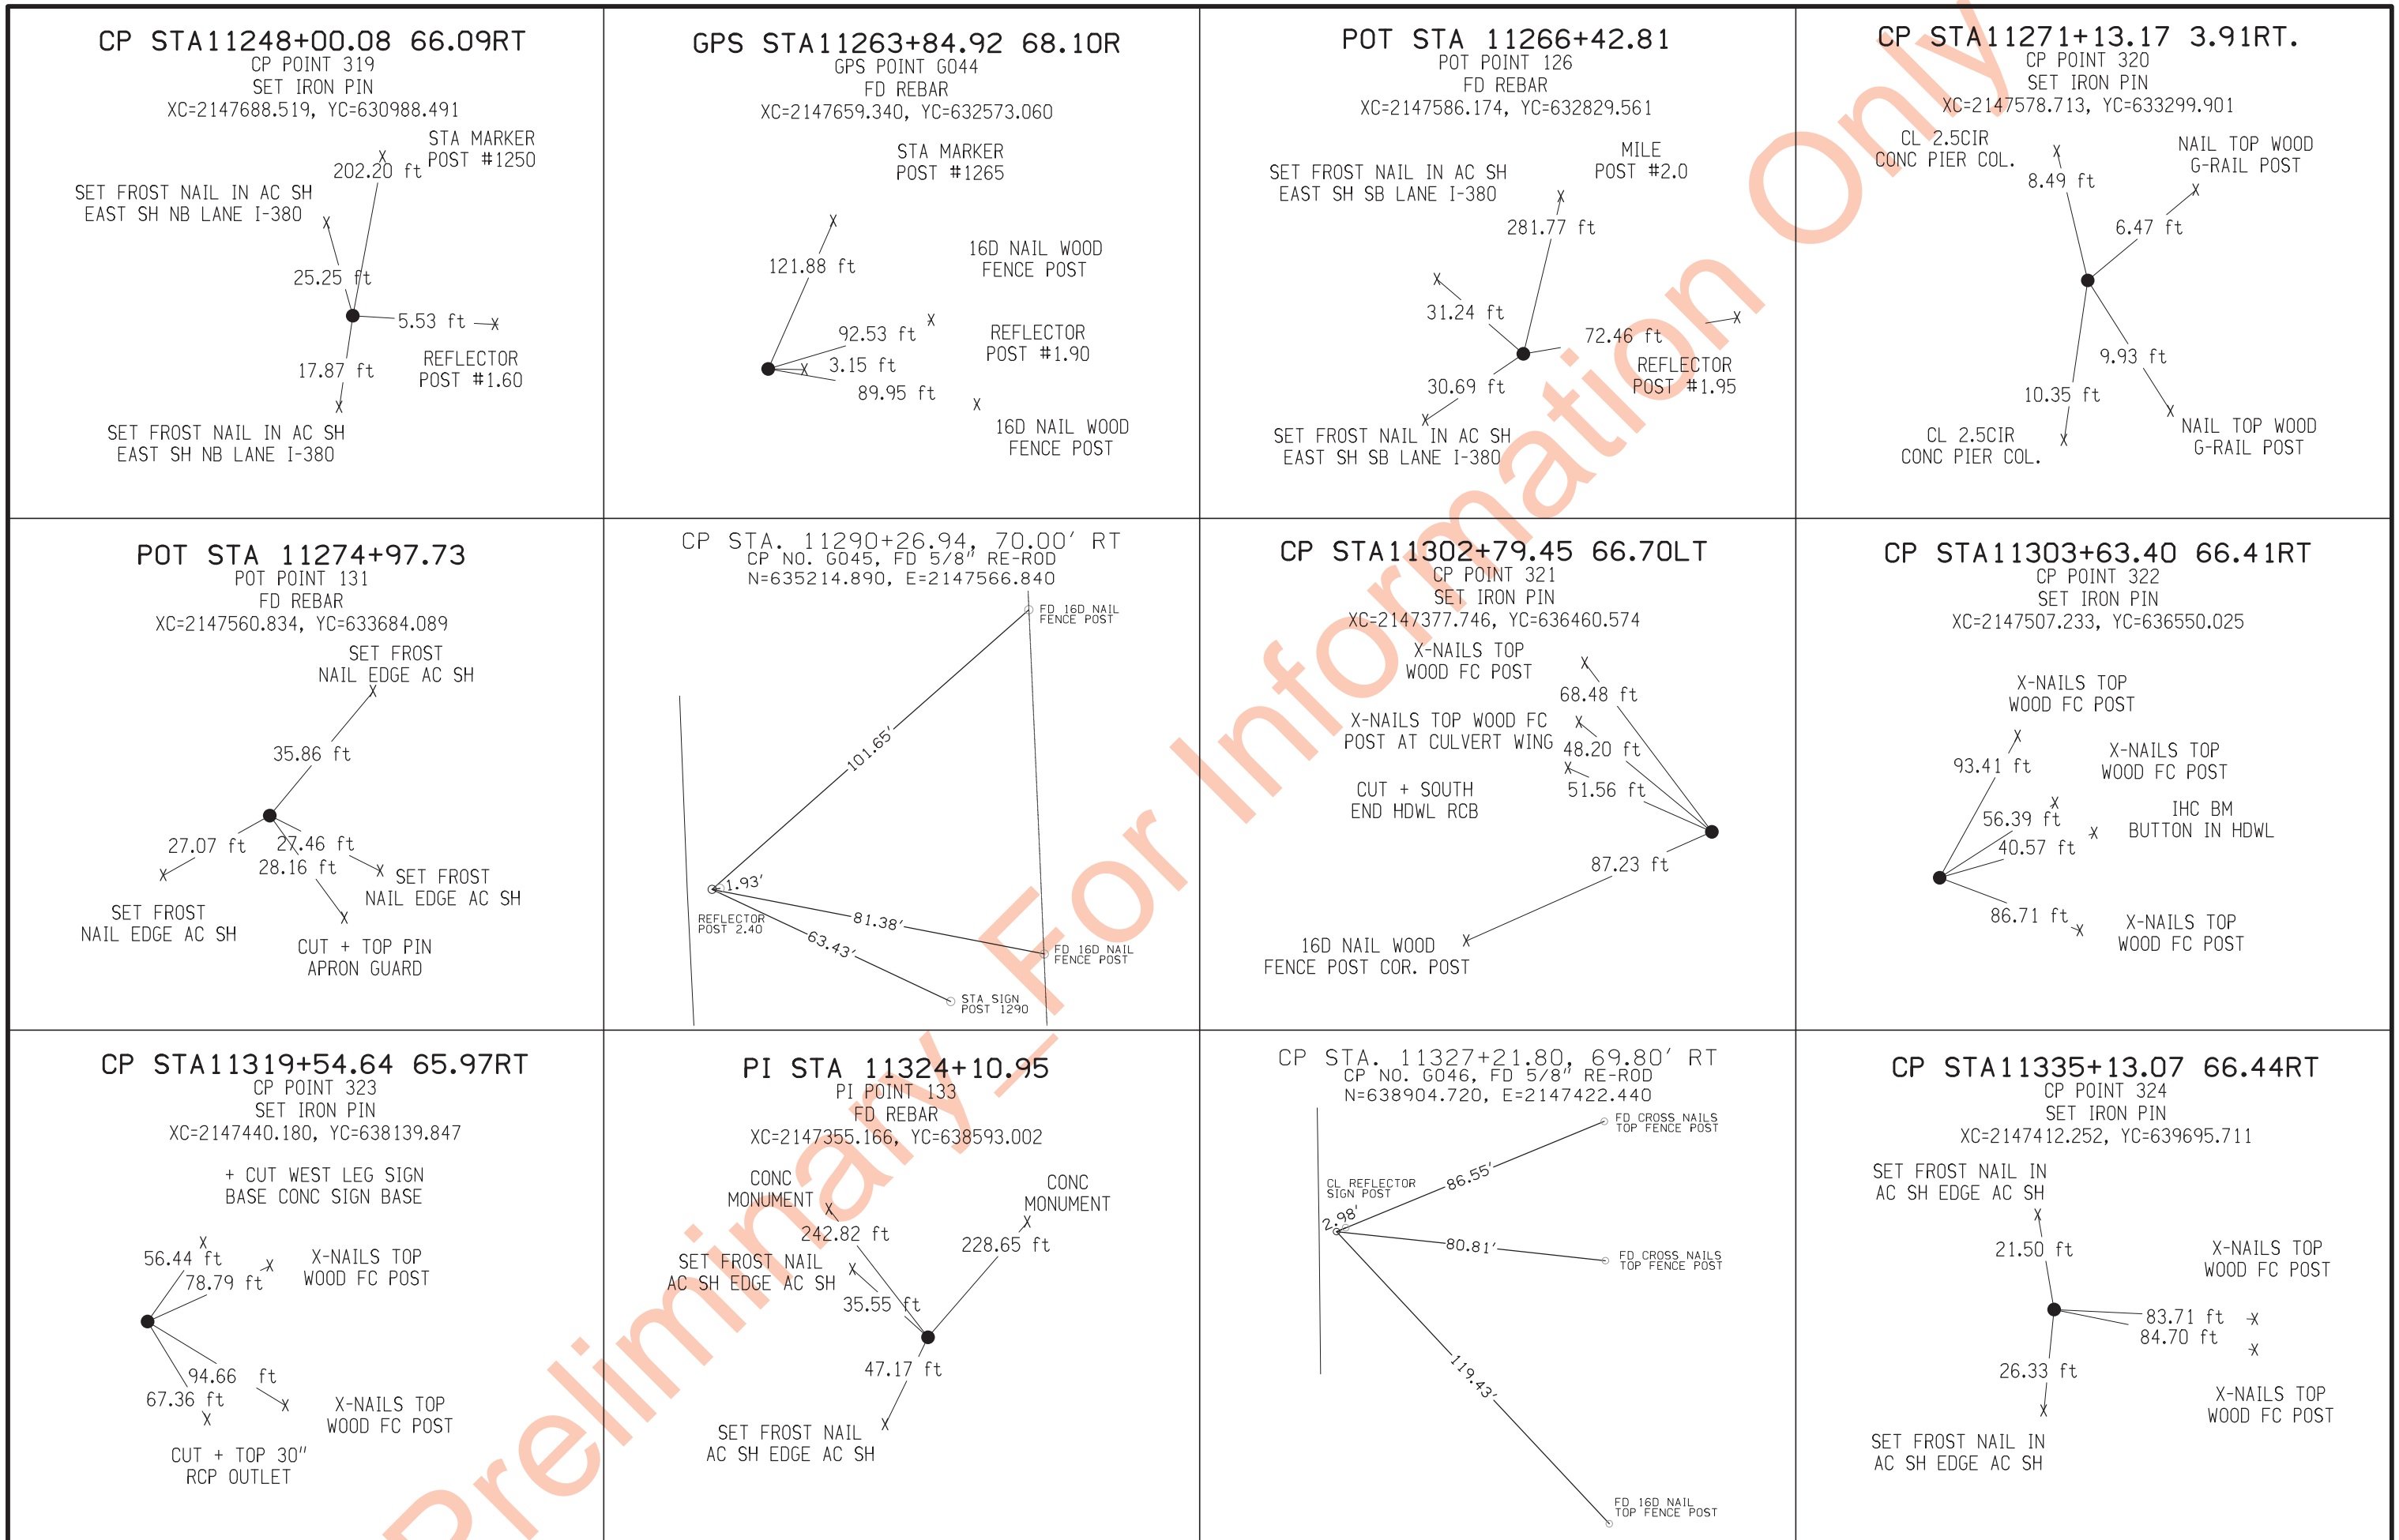 CP STA11248+00.08 66.09RT
CP POINT 319
SET IRON PIN
XC=2147688.519, YC=630988.491
STA MARKER
POST #1250
202.20 ft
SET FROST NAIL IN AC SH
EAST SH NB LANE I-380
25.25 ft
5.53 ft
REFLECTOR
POST #1.60
17.87 ft
SET FROST NAIL IN AC SH
EAST SH NB LANE I-380
GPS STA11263+84.92 68.10R
GPS POINT G044
FD REBAR
XC=2147659.340, YC=632573.060
STA MARKER
POST #1265
121.88 ft
16D NAIL WOOD
FENCE POST
92.53 ft
REFLECTOR
POST #1.90
3.15 ft
89.95 ft
16D NAIL WOOD
FENCE POST
POT STA 11266+42.81
POT POINT 126
FD REBAR
XC=2147586.174, YC=632829.561
MILE
POST #2.0
SET FROST NAIL IN AC SH
EAST SH SB LANE I-380
281.77 ft
31.24 ft
72.46 ft
REFLECTOR
POST #1.95
30.69 ft
SET FROST NAIL IN AC SH
EAST SH SB LANE I-380
CP STA11271+13.17 3.91RT.
CP POINT 320
SET IRON PIN
XC=2147578.713, YC=633299.901
CL 2.5CIR
CONC PIER COL.
8.49 ft
NAIL TOP WOOD
G-RAIL POST
6.47 ft
9.93 ft
10.35 ft
CL 2.5CIR
CONC PIER COL.
NAIL TOP WOOD
G-RAIL POST
POT STA 11274+97.73
POT POINT 131
FD REBAR
XC=2147560.834, YC=633684.089
SET FROST
NAIL EDGE AC SH
35.86 ft
27.07 ft
27.46 ft
28.16 ft
SET FROST
NAIL EDGE AC SH
SET FROST
NAIL EDGE AC SH
CUT + TOP PIN
APRON GUARD
CP STA. 11290+26.94, 70.00' RT
CP NO. G045, FD 5/8" RE-ROD
N=635214.890, E=2147566.840
FD 16D NAIL
FENCE POST
101.65'
1.93'
REFLECTOR
POST 2.40
81.38'
63.43'
FD 16D NAIL
FENCE POST
STA SIGN
POST 1290
CP STA11302+79.45 66.70LT
CP POINT 321
SET IRON PIN
XC=2147377.746, YC=636460.574
X-NAILS TOP
WOOD FC POST
68.48 ft
X-NAILS TOP WOOD FC
POST AT CULVERT WING
48.20 ft
CUT + SOUTH
END HDWL RCB
51.56 ft
87.23 ft
16D NAIL WOOD
FENCE POST COR. POST
CP STA11303+63.40 66.41RT
CP POINT 322
SET IRON PIN
XC=2147507.233, YC=636550.025
X-NAILS TOP
WOOD FC POST
93.41 ft
X-NAILS TOP
WOOD FC POST
56.39 ft
IHC BM
BUTTON IN HDWL
40.57 ft
86.71 ft
X-NAILS TOP
WOOD FC POST
CP STA11319+54.64 65.97RT
CP POINT 323
SET IRON PIN
XC=2147440.180, YC=638139.847
+ CUT WEST LEG SIGN
BASE CONC SIGN BASE
56.44 ft
78.79 ft
X-NAILS TOP
WOOD FC POST
94.66 ft
67.36 ft
X-NAILS TOP
WOOD FC POST
CUT + TOP 30"
RCP OUTLET
PI STA 11324+10.95
PI POINT 133
FD REBAR
XC=2147355.166, YC=638593.002
CONC
MONUMENT
242.82 ft
CONC
MONUMENT
228.65 ft
SET FROST NAIL
AC SH EDGE AC SH
35.55 ft
47.17 ft
SET FROST NAIL
AC SH EDGE AC SH
CP STA. 11327+21.80, 69.80' RT
CP NO. G046, FD 5/8" RE-ROD
N=638904.720, E=2147422.440
FD CROSS NAILS
TOP FENCE POST
86.55'
CL REFLECTOR
SIGN POST
2.98'
80.81'
FD CROSS NAILS
TOP FENCE POST
119.43'
FD 16D NAIL
TOP FENCE POST
CP STA11335+13.07 66.44RT
CP POINT 324
SET IRON PIN
XC=2147412.252, YC=639695.711
SET FROST NAIL IN
AC SH EDGE AC SH
21.50 ft
X-NAILS TOP
WOOD FC POST
83.71 ft
84.70 ft
26.33 ft
X-NAILS TOP
WOOD FC POST
SET FROST NAIL IN
AC SH EDGE AC SH
Preliminary_For Information Only